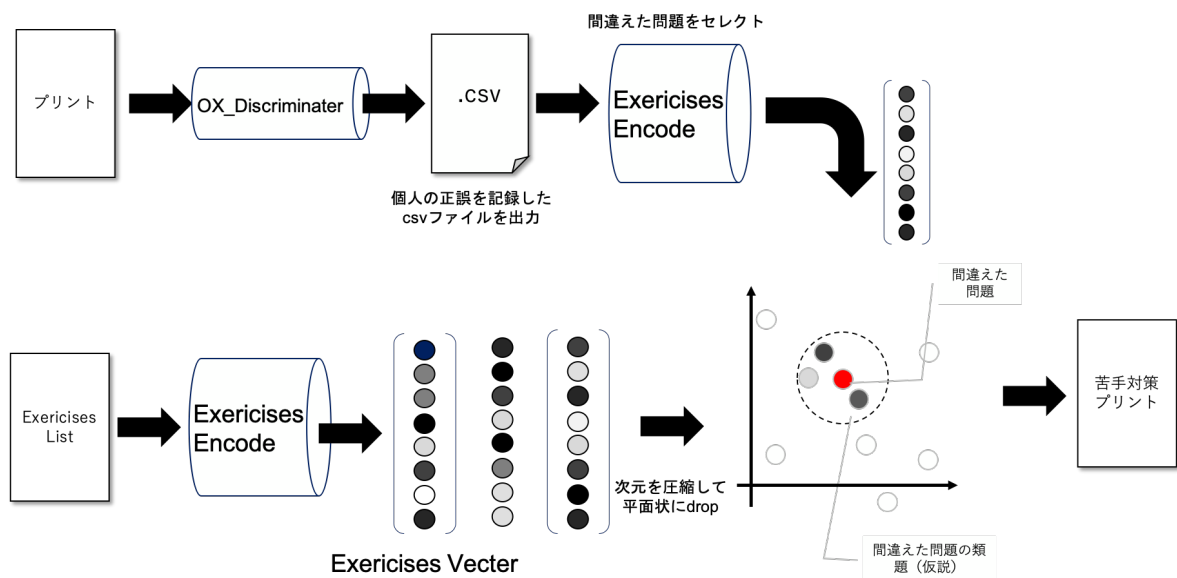 間違えた問題をセレクト
プリント
OX_Discriminater
.csv
Exericises
Encode
個人の正誤を記録した
csvファイルを出力
間違えた
問題
Exericises
List
Exericises
Encode
次元を圧縮して
平面状にdrop
苦手対策
プリント
Exericises Vecter
間違えた問題の類
題（仮説）